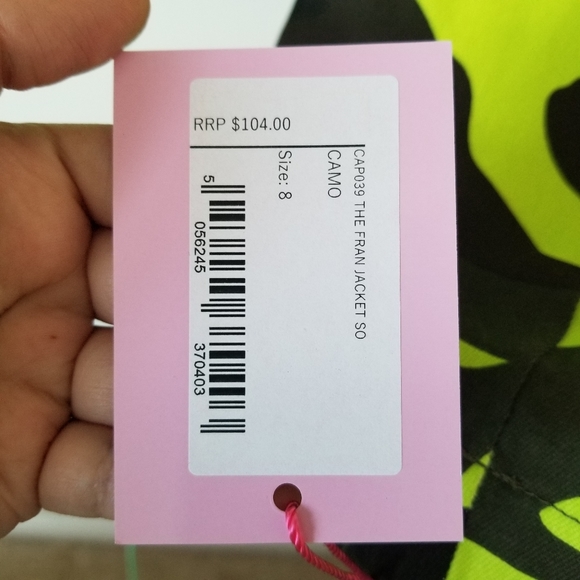 RRP $104.00
CAP039 THE FRAN JACKET SO
CAMO
Size: 8
5 056245 370403